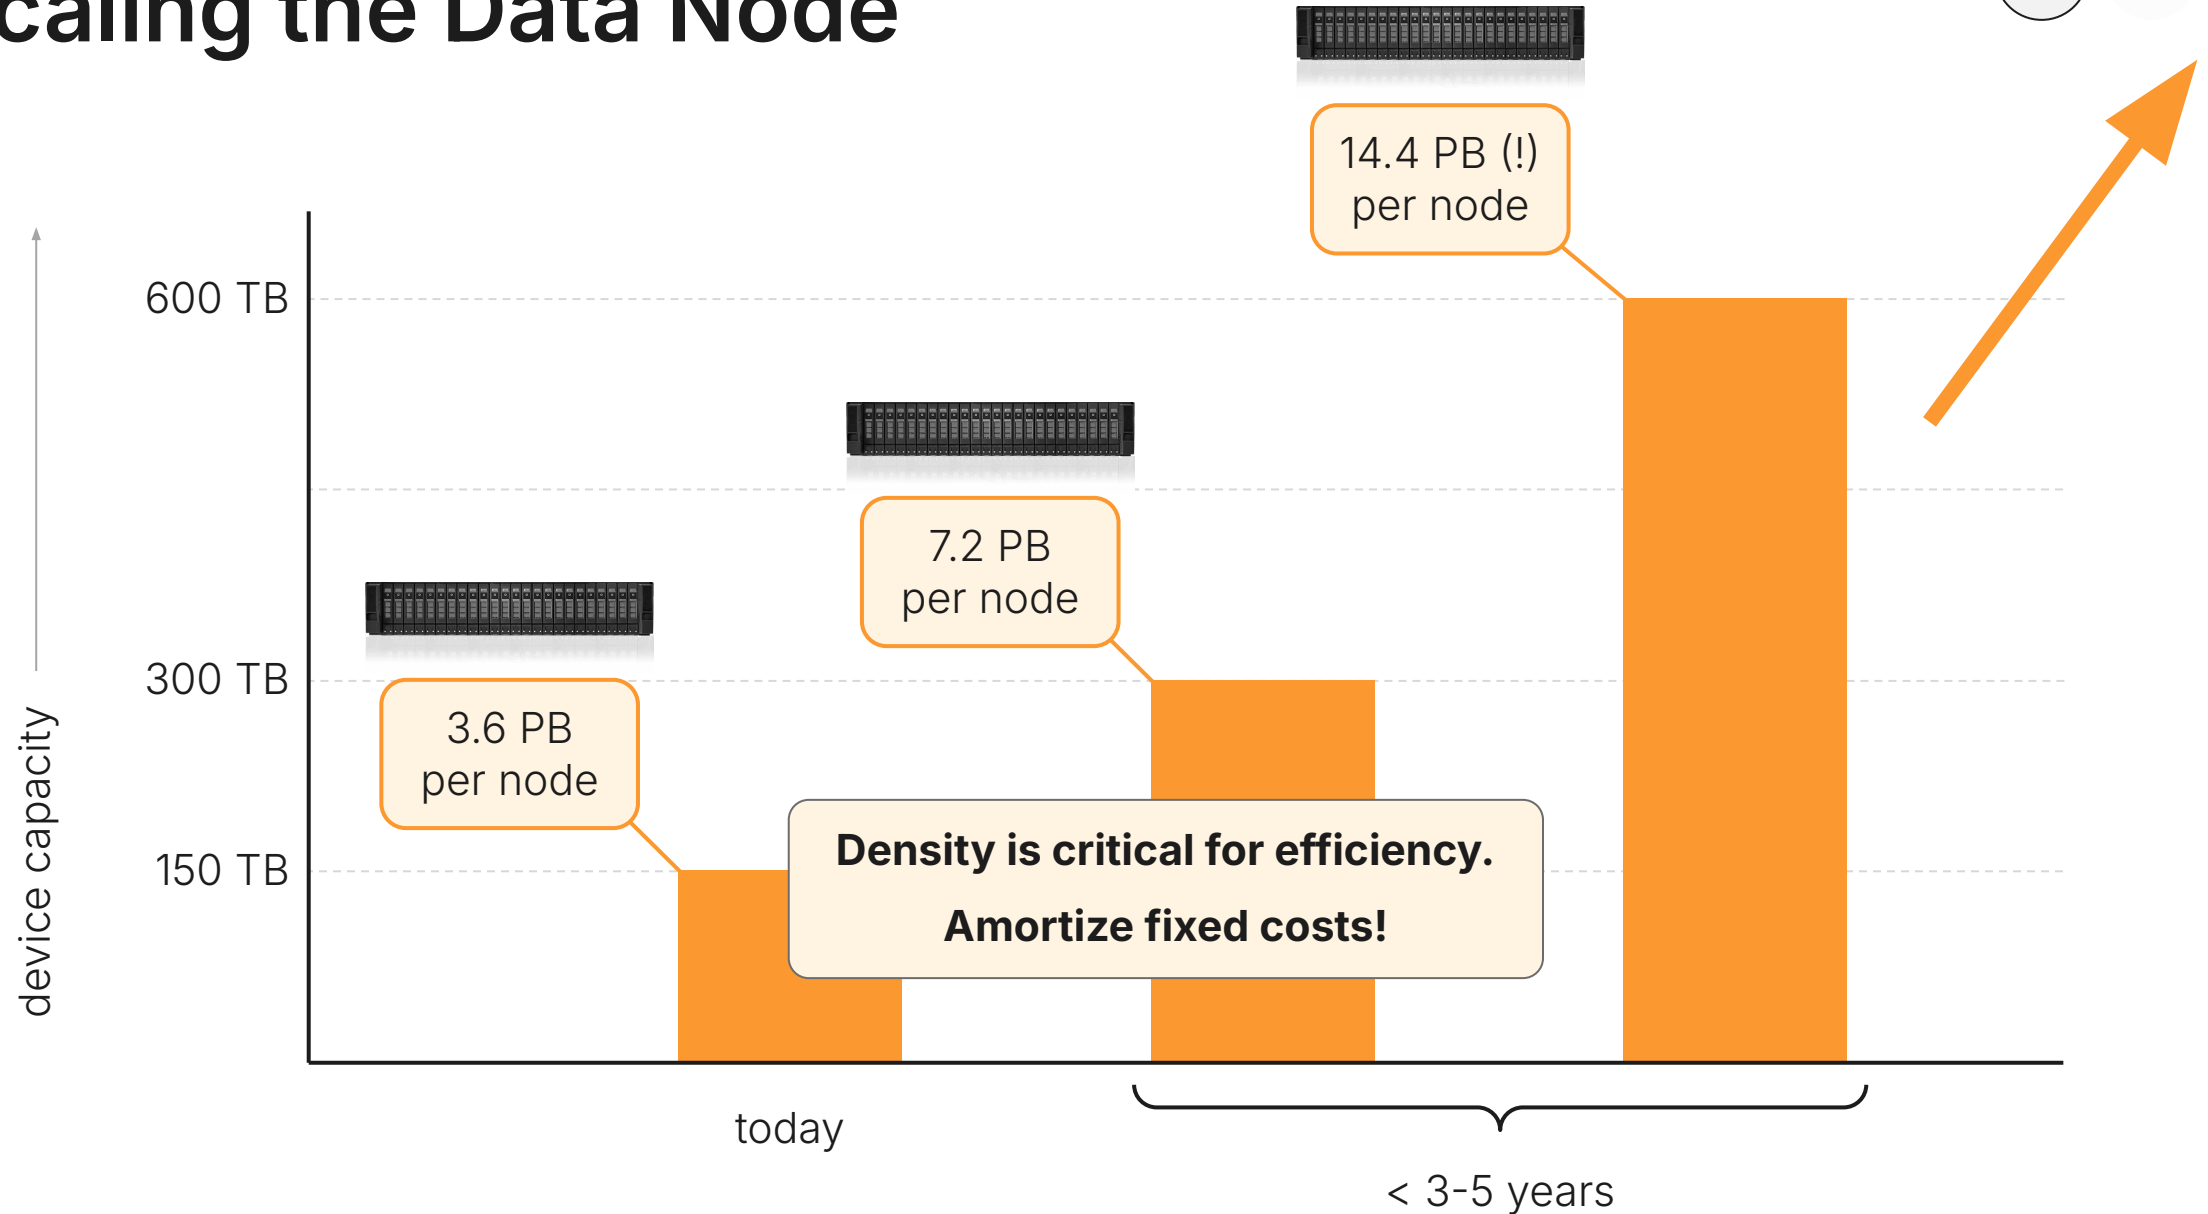 caling the Data Node
14.4 PB (!)
per node
600 TB
7.2 PB
per node
300 TB
3.6 PB
per node
device capacity
150 TB
Density is critical for efficiency.
Amortize fixed costs!
today
< 3-5 years